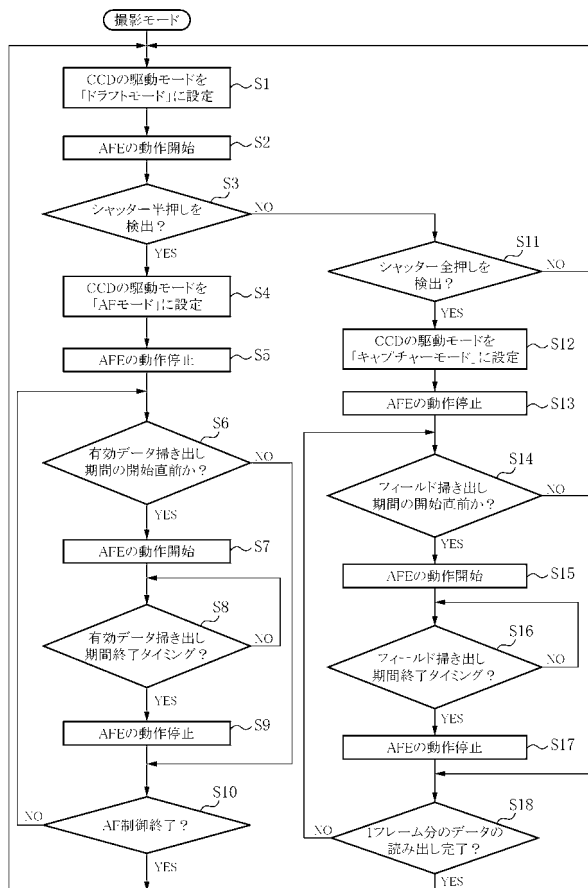 撮影モード
CCDの駆動モードを
「ドラフトモード」に設定
S1
AFEの動作開始
S2
シャッター半押しを
検出?
S3
NO
YES
CCDの駆動モードを
「AFモード」に設定
S4
AFEの動作停止
S5
有効データ掃き出し
期間の開始直前か?
S6
NO
YES
AFEの動作開始
S7
有効データ掃き出し
期間終了タイミング?
S8
NO
YES
AFEの動作停止
S9
AF制御終了?
S10
NO
YES
シャッター全押しを
検出?
S11
NO
YES
CCDの駆動モードを
「キャプチャーモード」に設定
S12
AFEの動作停止
S13
フィールド掃き出し
期間の開始直前か?
S14
NO
YES
AFEの動作開始
S15
フィールド掃き出し
期間終了タイミング?
S16
NO
YES
AFEの動作停止
S17
1フレーム分のデータの
読み出し完了?
S18
NO
YES